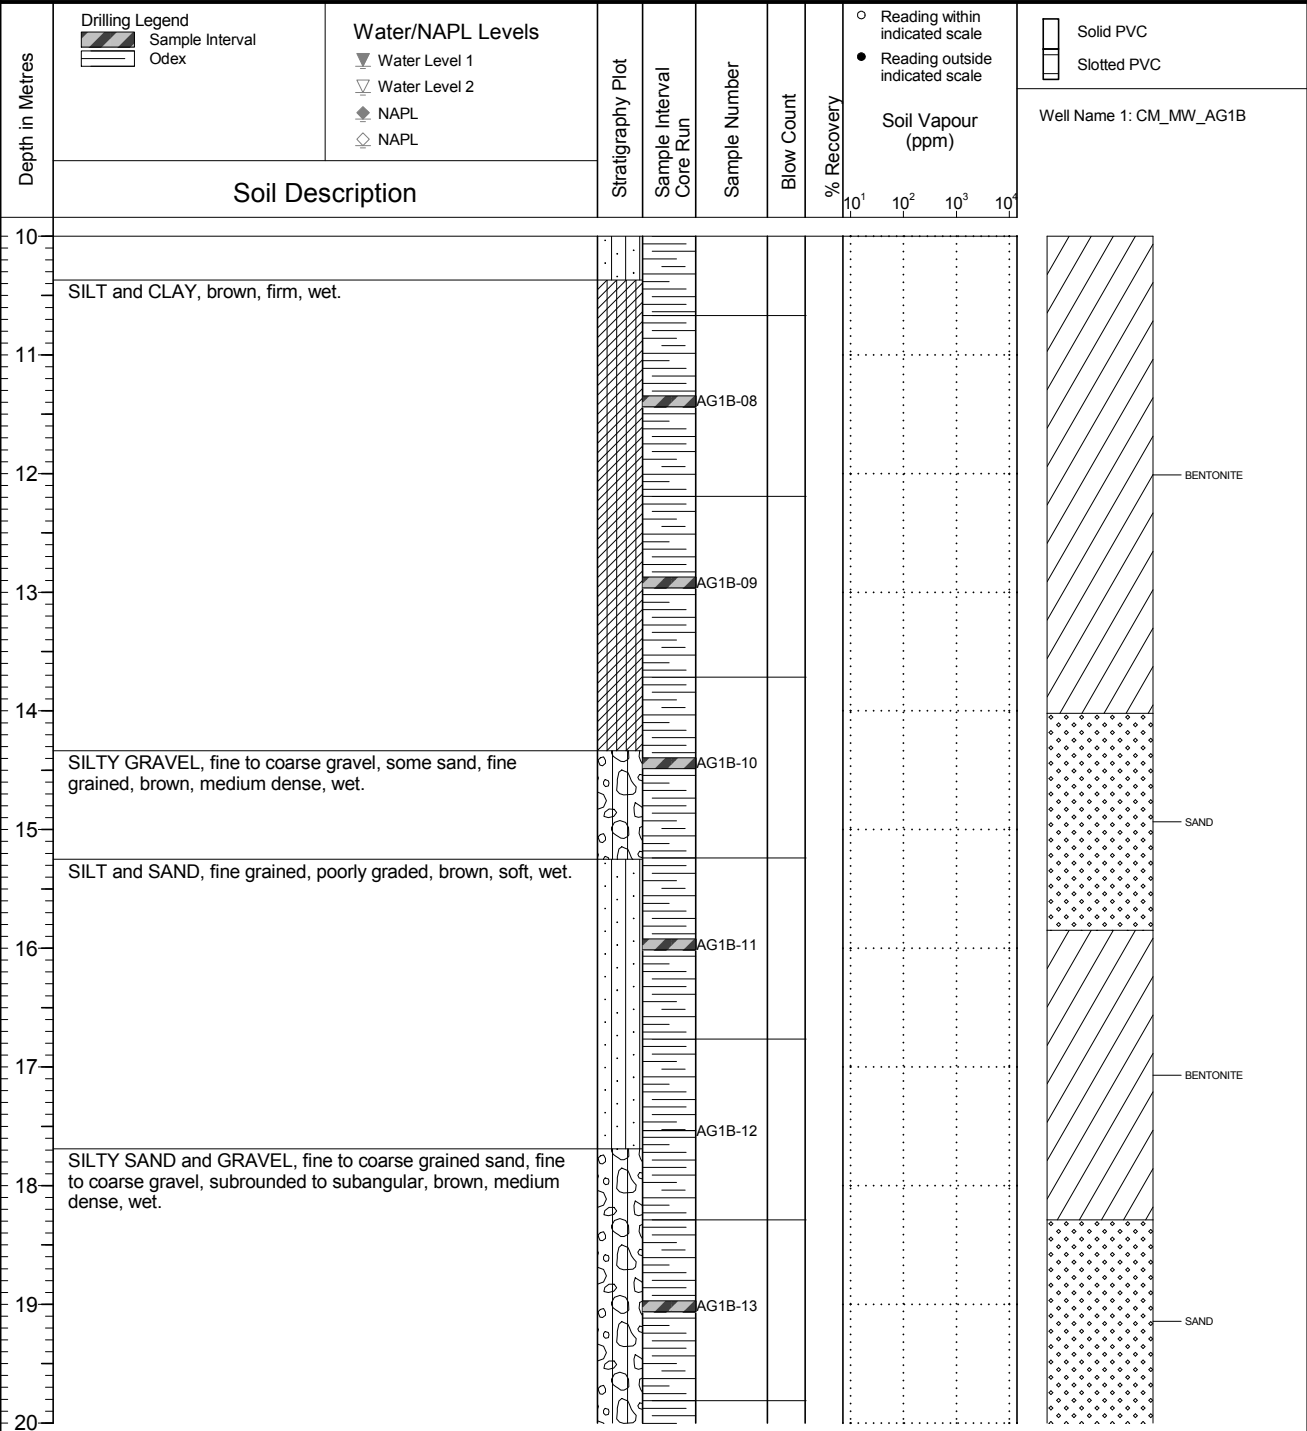 Depth in Metres
Drilling Legend
Sample Interval
Odex
Water/NAPL Levels
Water Level 1
Water Level 2
NAPL
NAPL
Soil Description
Stratigraphy Plot
Sample Interval
Core Run
Sample Number
Blow Count
% Recovery
Reading within
indicated scale
Reading outside
indicated scale
Soil Vapour
(ppm)
10¹ 10² 10³ 10⁴
Solid PVC
Slotted PVC
Well Name 1: CM_MW_AG1B
10
SILT and CLAY, brown, firm, wet.
11
AG1B-08
12
BENTONITE
AG1B-09
13
14
SILTY GRAVEL, fine to coarse gravel, some sand, fine
grained, brown, medium dense, wet.
AG1B-10
SAND
15
SILT and SAND, fine grained, poorly graded, brown, soft, wet.
AG1B-11
16
17
BENTONITE
AG1B-12
SILTY SAND and GRAVEL, fine to coarse grained sand, fine
to coarse gravel, subrounded to subangular, brown, medium
dense, wet.
18
19
AG1B-13
SAND
20